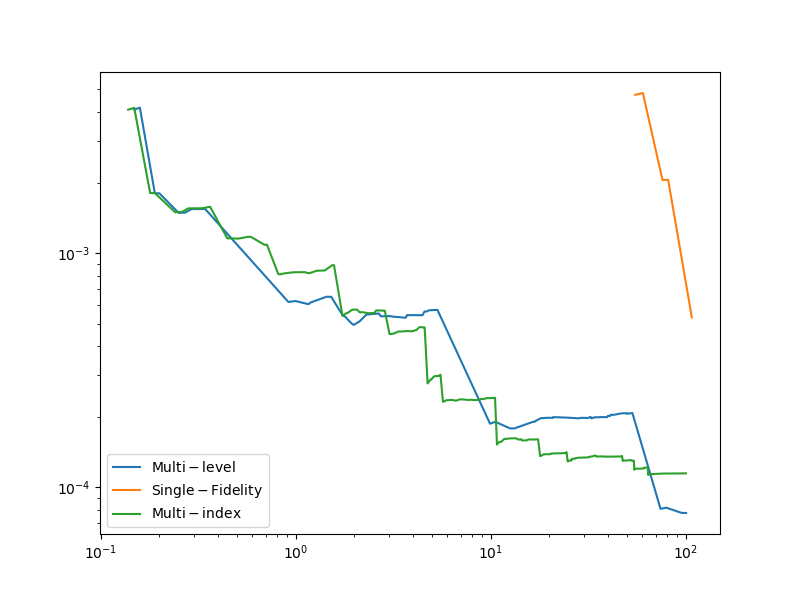 10⁻³
10⁻⁴
Multi − level
Single − Fidelity
Multi − index
10⁻¹ 10⁰ 10¹ 10²